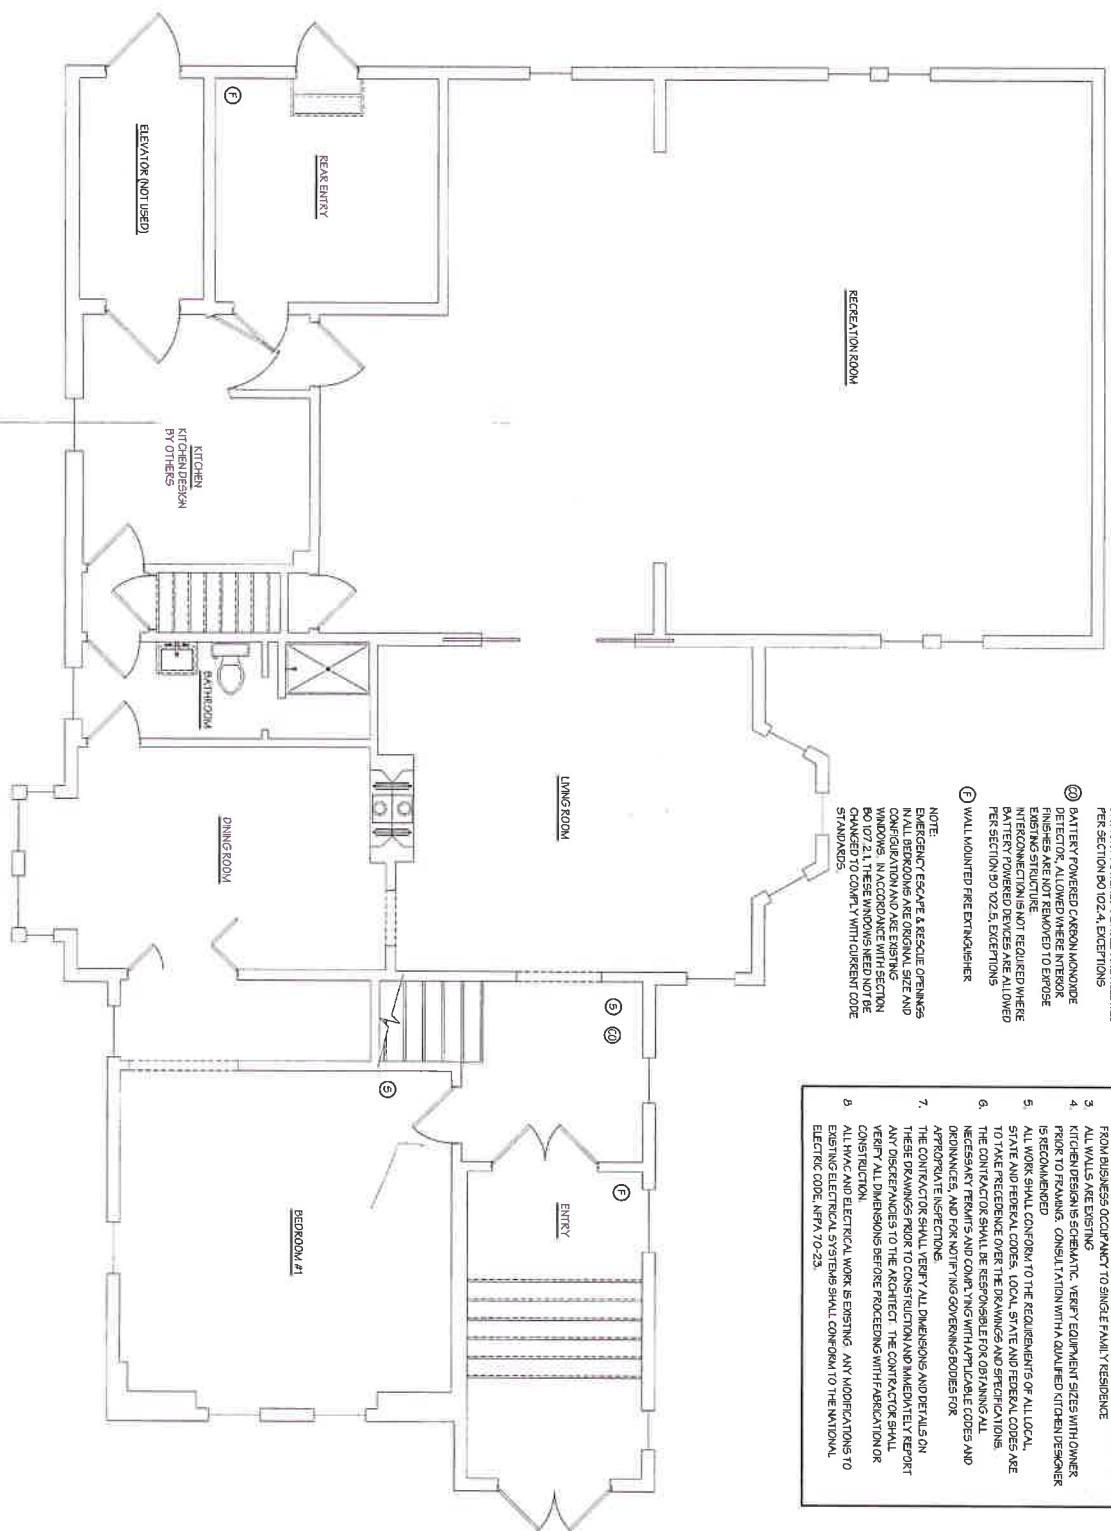 PER SECTION BO 102.4, EXCEPTIONS
CO BATTERY POWERED CARBON MONOXIDE
DETECTOR, ALLOWED WHERE INTERIOR
FINISHES ARE NOT REMOVED TO EXPOSE
EXISTING STRUCTURE.
INTERCONNECTION IS NOT REQUIRED WHERE
BATTERY POWERED DEVICES ARE ALLOWED
PER SECTION BO 102.5, EXCEPTIONS
F WALL MOUNTED FIRE EXTINGUISHER
NOTE:
EMERGENCY ESCAPE & RESCUE OPENINGS
IN ALL BEDROOMS ARE ORIGINAL SIZE AND
CONFIGURATION AND ARE EXISTING
WINDOWS. IN ACCORDANCE WITH SECTION
BO 107.2.1, THESE WINDOWS NEED NOT BE
CHANGED TO COMPLY WITH CURRENT CODE
STANDARDS.
FROM BUSINESS OCCUPANCY TO SINGLE FAMILY RESIDENCE
3. ALL WALLS ARE EXISTING
4. KITCHEN DESIGN IS SCHEMATIC. VERIFY EQUIPMENT SIZES WITH OWNER
PRIOR TO FRAMING. CONSULTATION WITH A QUALIFIED KITCHEN DESIGNER
IS RECOMMENDED
5. ALL WORK SHALL CONFORM TO THE REQUIREMENTS OF ALL LOCAL,
STATE AND FEDERAL CODES. LOCAL, STATE AND FEDERAL CODES ARE
TO TAKE PRECEDENCE OVER THE DRAWINGS AND SPECIFICATIONS.
6. THE CONTRACTOR SHALL BE RESPONSIBLE FOR OBTAINING ALL
NECESSARY PERMITS AND COMPLYING WITH APPLICABLE CODES AND
ORDINANCES, AND FOR NOTIFYING GOVERNING BODIES FOR
APPROPRIATE INSPECTIONS.
7. THE CONTRACTOR SHALL VERIFY ALL DIMENSIONS AND DETAILS ON
THESE DRAWINGS PRIOR TO CONSTRUCTION AND IMMEDIATELY REPORT
ANY DISCREPANCIES TO THE ARCHITECT. THE CONTRACTOR SHALL
VERIFY ALL DIMENSIONS BEFORE PROCEEDING WITH FABRICATION OR
CONSTRUCTION.
8. ALL HVAC AND ELECTRICAL WORK IS EXISTING. ANY MODIFICATIONS TO
EXISTING ELECTRICAL SYSTEMS SHALL CONFORM TO THE NATIONAL
ELECTRIC CODE, NFPA 70-23.
RECREATION ROOM
LIVING ROOM
S CO
F
ENTRY
REAR ENTRY
F
S
BEDROOM #1
DINING ROOM
BATHROOM
KITCHEN
KITCHEN DESIGN
BY OTHERS
ELEVATOR (NOT USED)